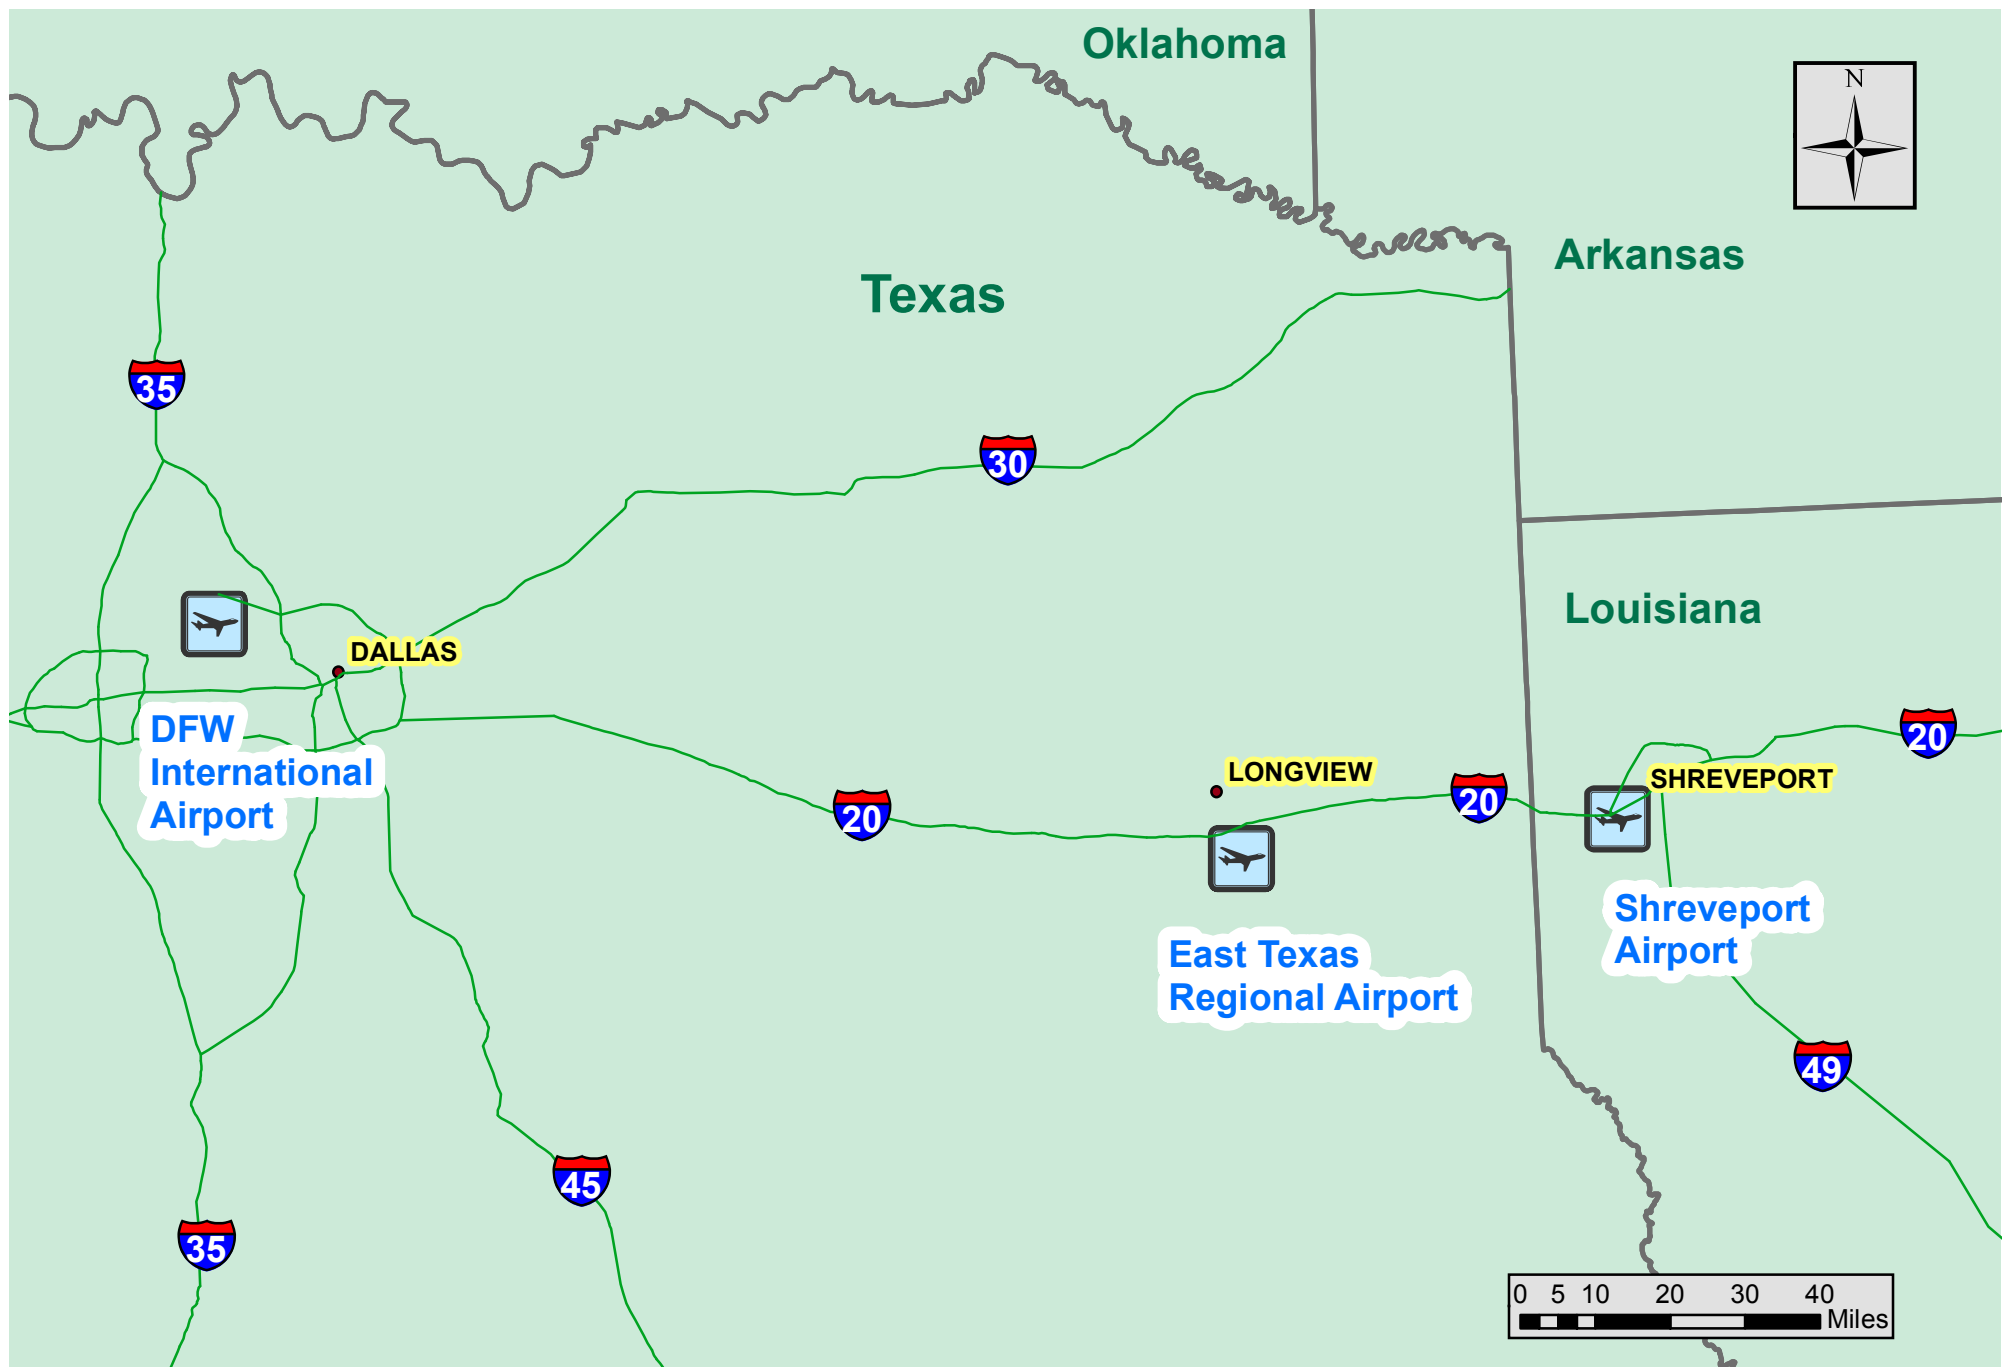 Oklahoma
N
Arkansas
Texas
35
30
Louisiana
DALLAS
DFW
International
Airport
20
LONGVIEW
20
SHREVEPORT
20
East Texas
Regional Airport
Shreveport
Airport
49
45
35
0 5 10 20 30 40
Miles